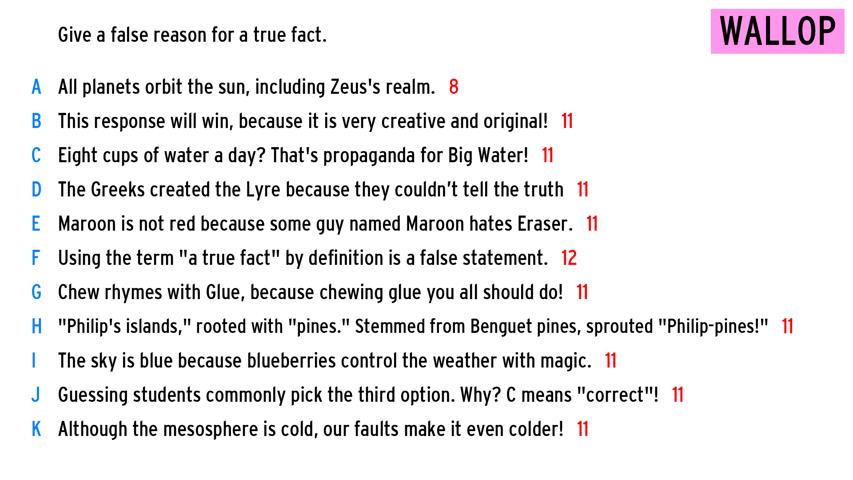 Give a false reason for a true fact.
WALLOP
A All planets orbit the sun, including Zeus's realm. 8
B This response will win, because it is very creative and original! 11
C Eight cups of water a day? That's propaganda for Big Water! 11
D The Greeks created the Lyre because they couldn’t tell the truth 11
E Maroon is not red because some guy named Maroon hates Eraser. 11
F Using the term "a true fact" by definition is a false statement. 12
G Chew rhymes with Glue, because chewing glue you all should do! 11
H "Philip's islands," rooted with "pines." Stemmed from Benguet pines, sprouted "Philip-pines!" 11
I The sky is blue because blueberries control the weather with magic. 11
J Guessing students commonly pick the third option. Why? C means "correct"! 11
K Although the mesosphere is cold, our faults make it even colder! 11